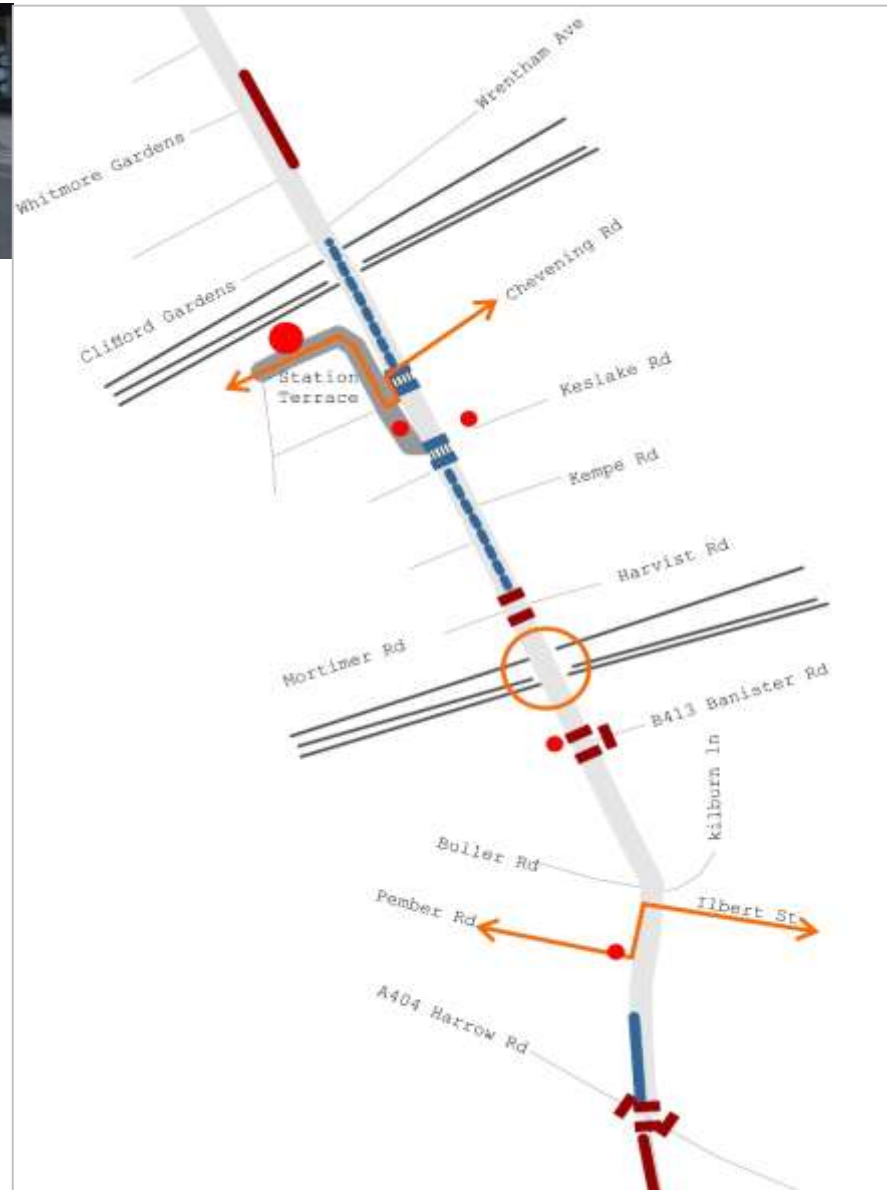 Wrentham Ave
Whitmore Gardens
Chevening Rd
Clifford Gardens
Station
Terrace
Keslake Rd
Kempe Rd
Harvist Rd
Mortimer Rd
B413 Banister Rd
kilburn ln
Buller Rd
Pember Rd
Ilbert St
A404 Harrow Rd